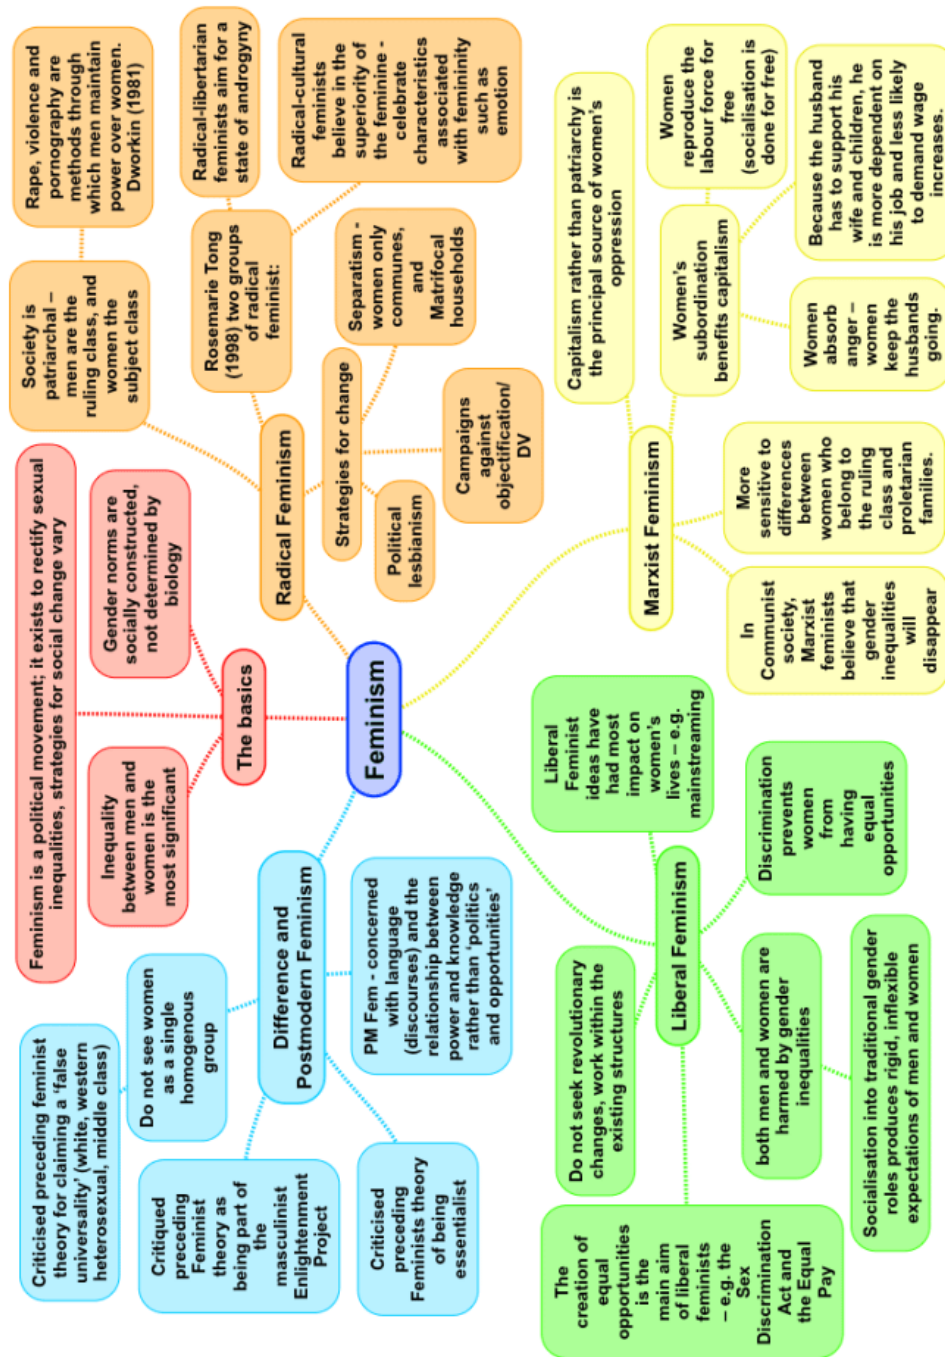 Feminism is a political movement; it exists to rectify sexual
inequalities, strategies for social change vary
Inequality
between men and
women is the
most significant
Gender norms are
socially constructed,
not determined by
biology
The basics
Feminism
Criticised preceding feminist
theory for claiming a ‘false
universality’ (white, western
heterosexual, middle class)
Do not see women
as a single
homogenous
group
Critiqued
preceding
Feminist
theory as
being part of
the
masculinist
Enlightenment
Project
Difference and
Postmodern Feminism
Criticised
preceding
Feminists theory
of being
essentialist
PM Fem - concerned
with language
(discourses) and the
relationship between
power and knowledge
rather than ‘politics
and opportunities’
Society is
patriarchal –
men are the
ruling class, and
women the
subject class
Rape, violence and
pornography are
methods through
which men maintain
power over women.
Dworkin (1981)
Radical Feminism
Rosemarie Tong
(1998) two groups
of radical
feminist:
Radical-libertarian
feminists aim for a
state of androgyny
Radical-cultural
feminists
believe in the
superiority of
the feminine -
celebrate
characteristics
associated
with femininity
such as
emotion
Strategies for change
Separatism -
women only
communes,
and
Matrifocal
households
Political
lesbianism
Campaigns
against
objectification/
DV
Liberal Feminism
Do not seek revolutionary
changes, work within the
existing structures
Liberal
Feminist
ideas have
had most
impact on
women’s
lives – e.g.
mainstreaming
The
creation of
equal
opportunities
is the
main aim
of liberal
feminists
– e.g. the
Sex
Discrimination
Act and
the Equal
Pay
both men and women are
harmed by gender
inequalities
Socialisation into traditional gender
roles produces rigid, inflexible
expectations of men and women
Discrimination
prevents
women
from
having
equal
opportunities
Marxist Feminism
Capitalism rather than patriarchy is
the principal source of women’s
oppression
Women’s
subordination
benefits capitalism
Women
reproduce the
labour force for
free
(socialisation is
done for free)
Because the husband
has to support his
wife and children, he
is more dependent on
his job and less likely
to demand wage
increases.
Women
absorb
anger –
women
keep the
husbands
going.
In
Communist
society,
Marxist
feminists
believe that
gender
inequalities
will
disappear
More
sensitive to
differences
between
women who
belong to
the ruling
class and
proletarian
families.